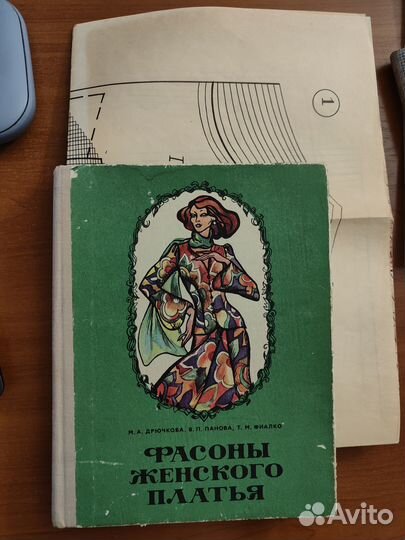 1
I
М. А. ДРЮЧКОВА, В. П. ПАНОВА, Т. М. ФИАЛКО
ФАСОНЫ
ЖЕНСКОГО
ПЛАТЬЯ
Avito